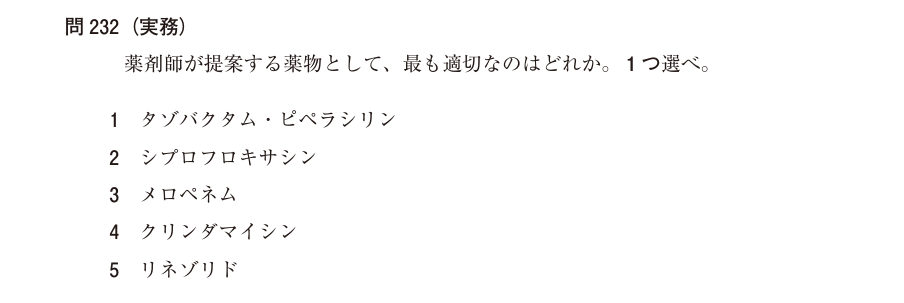 問 232（実務）
薬剤師が提案する薬物として、最も適切なのはどれか。1つ選べ。
1 タゾバクタム・ピペラシリン
2 シプロフロキサシン
3 メロペネム
4 クリンダマイシン
5 リネゾリド